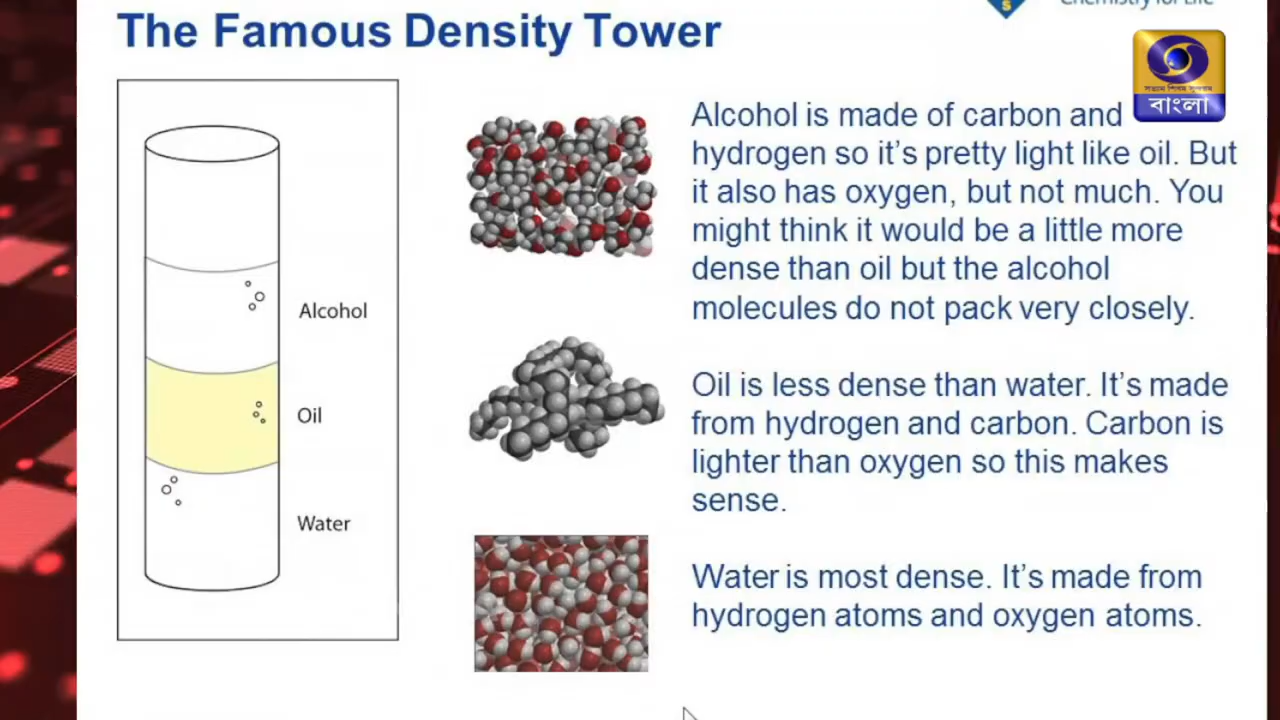 Chemistry for Life
The Famous Density Tower
সত্যম শিবম সুন্দরম
বাংলা
Alcohol is made of carbon and
hydrogen so it's pretty light like oil. But
it also has oxygen, but not much. You
might think it would be a little more
dense than oil but the alcohol
molecules do not pack very closely.
Alcohol
Oil is less dense than water. It's made
from hydrogen and carbon. Carbon is
lighter than oxygen so this makes
sense.
Oil
Water
Water is most dense. It's made from
hydrogen atoms and oxygen atoms.